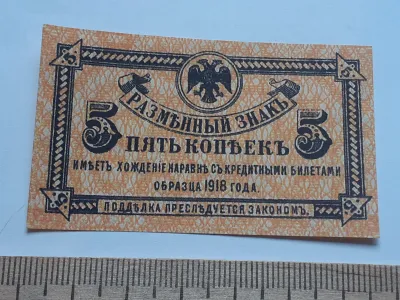 РАЗМѢННЫЙ ЗНАКЪ
5 ПЯТЬ КОПѢЕКЪ 5
ИМѢЕТЪ ХОЖДЕНІЕ НАРАВНѢ СЪ КРЕДИТНЫМИ БИЛЕТАМИ
ОБРАЗЦА 1918 ГОДА.
ПОДДѢЛКА ПРЕСЛѢДУЕТСЯ ЗАКОНОМЪ.